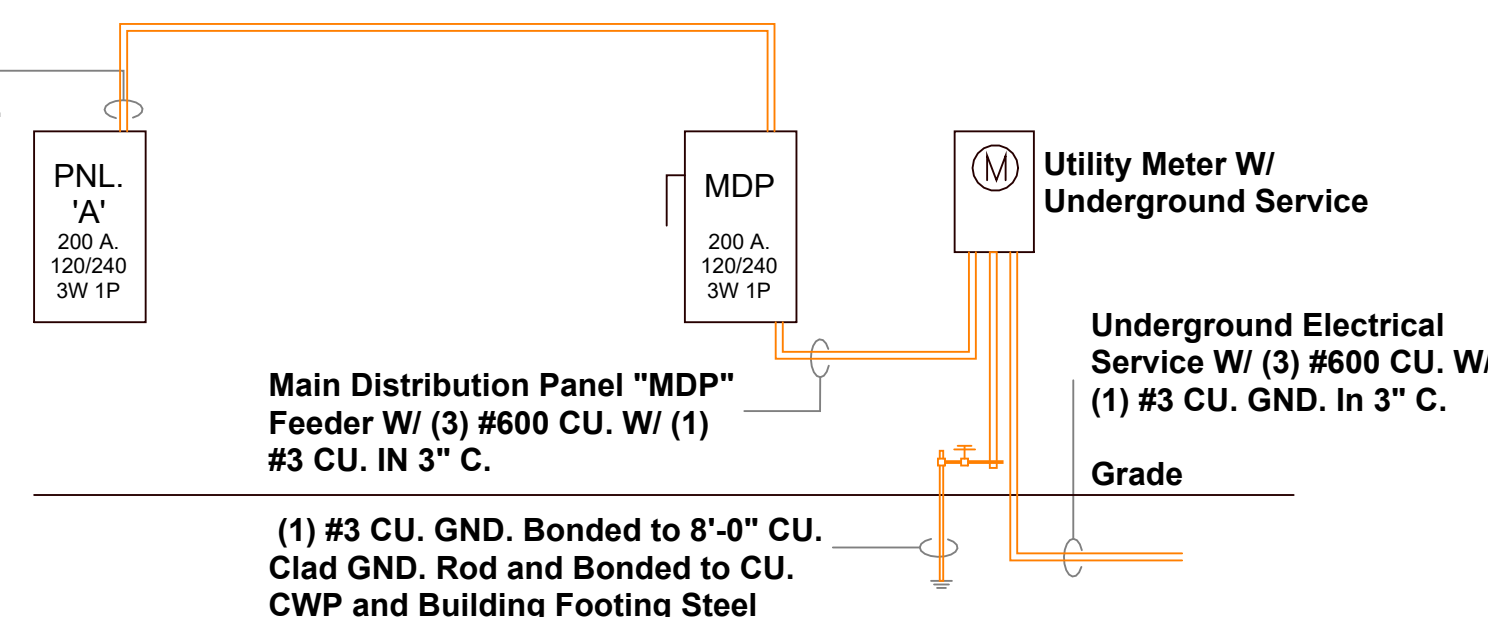 PNL.
'A'
200 A.
120/240
3W 1P
MDP
200 A.
120/240
3W 1P
M
Utility Meter W/
Underground Service
Underground Electrical
Service W/ (3) #600 CU. W/
(1) #3 CU. GND. In 3" C.
Main Distribution Panel "MDP"
Feeder W/ (3) #600 CU. W/ (1)
#3 CU. IN 3" C.
Grade
(1) #3 CU. GND. Bonded to 8'-0" CU.
Clad GND. Rod and Bonded to CU.
CWP and Building Footing Steel